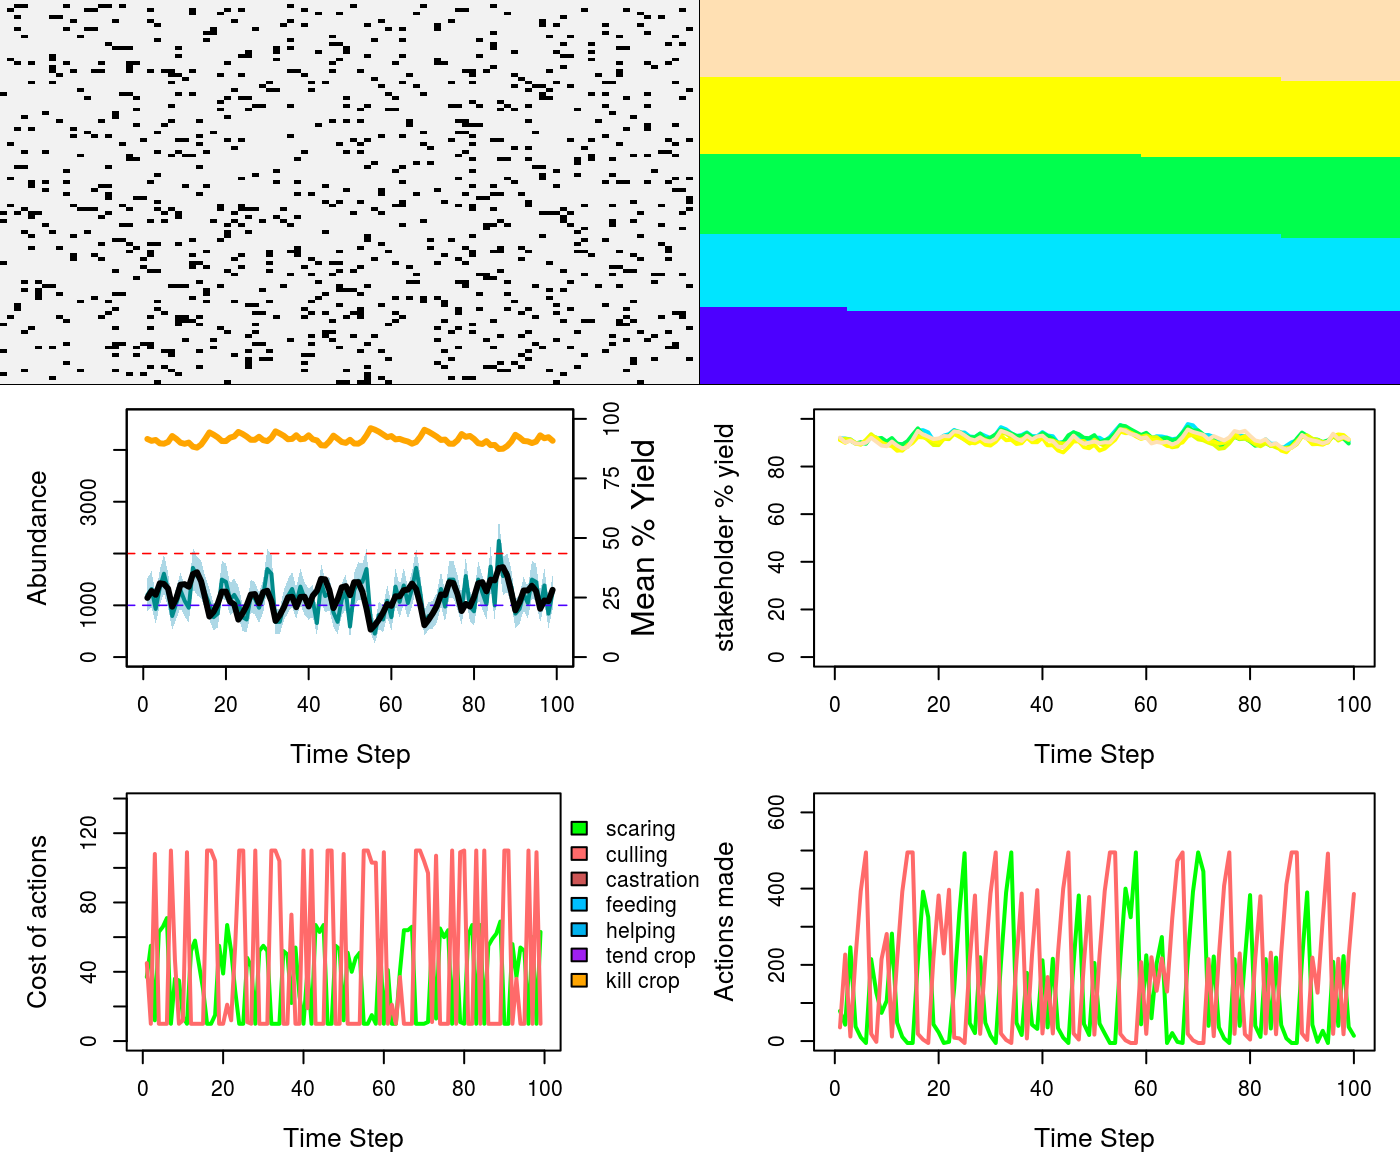 Abundance
0
1000
3000
0
20
40
60
80
100
Time Step
0
25
50
75
100
Mean % Yield
stakeholder % yield
0
20
40
60
80
0
20
40
60
80
100
Time Step
Cost of actions
0
40
80
120
0
20
40
60
80
100
Time Step
scaring
culling
castration
feeding
helping
tend crop
kill crop
Actions made
0
200
400
600
0
20
40
60
80
100
Time Step